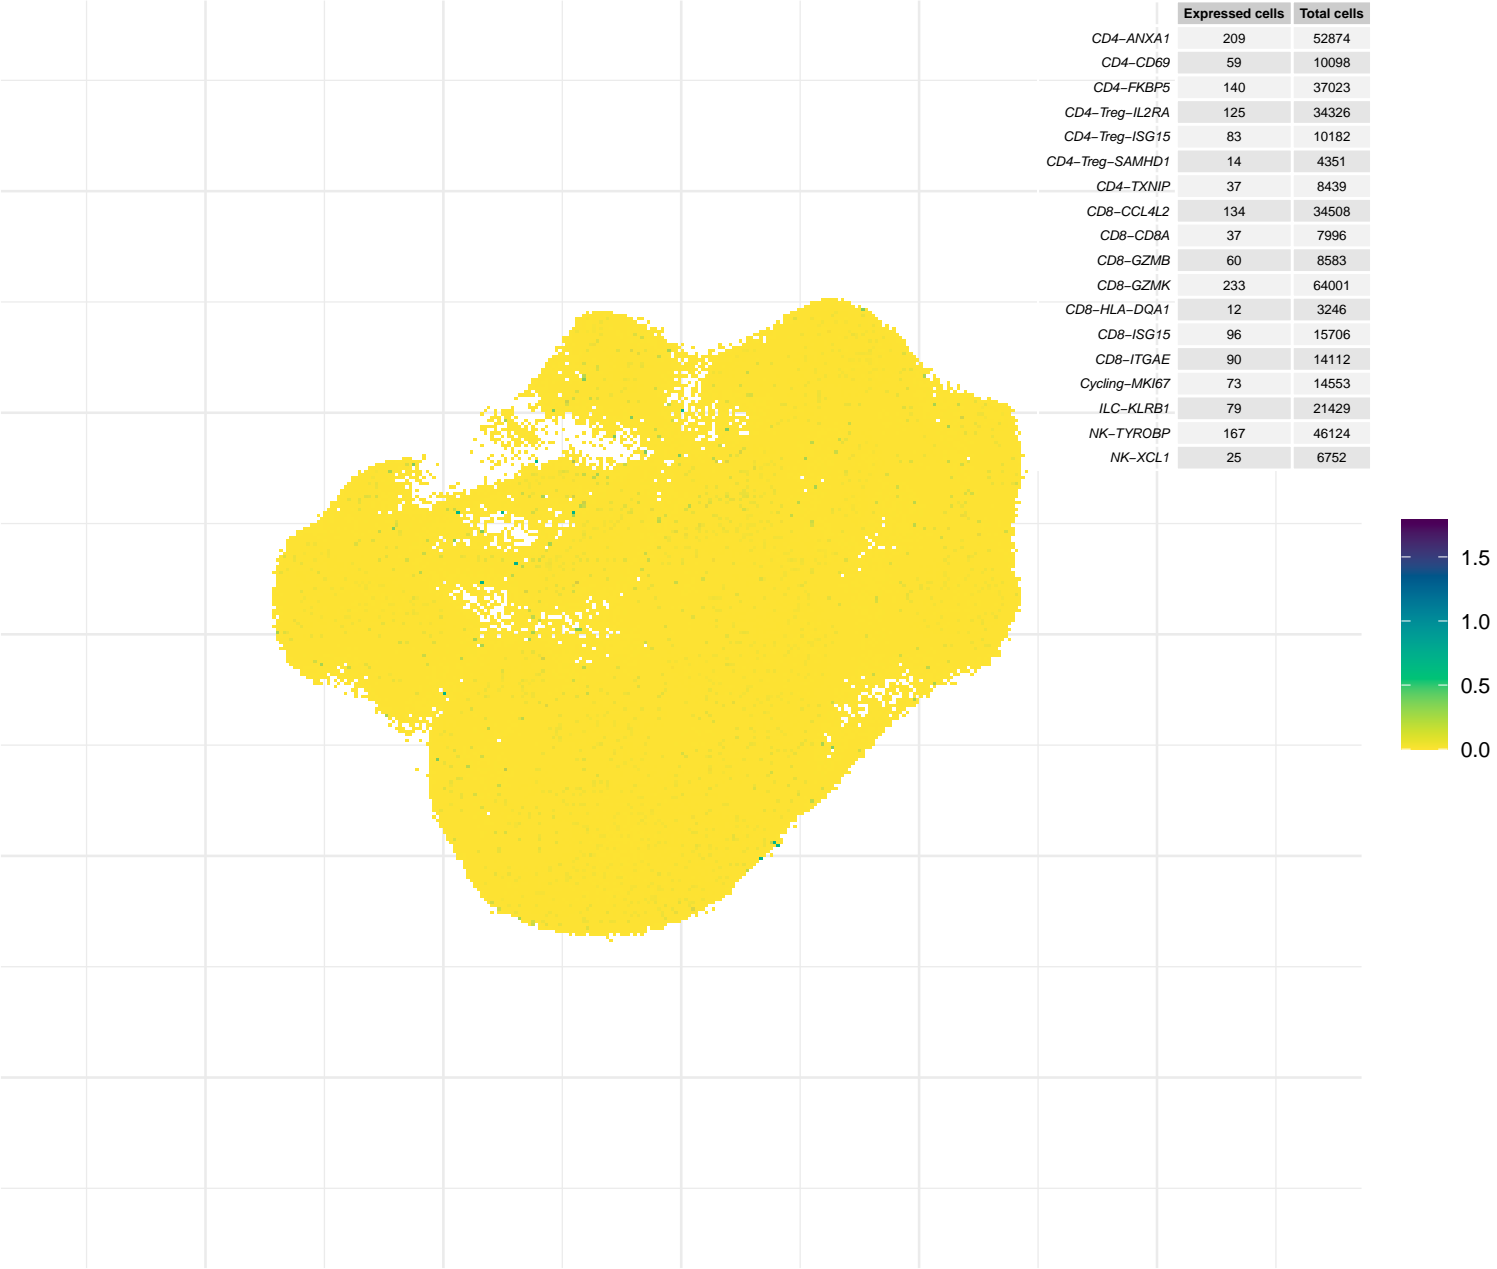 Expressed cells Total cells
CD4−ANXA1 209 52874
CD4−CD69 59 10098
CD4−FKBP5 140 37023
CD4−Treg−IL2RA 125 34326
CD4−Treg−ISG15 83 10182
CD4−Treg−SAMHD1 14 4351
CD4−TXNIP 37 8439
CD8−CCL4L2 134 34508
CD8−CD8A 37 7996
CD8−GZMB 60 8583
CD8−GZMK 233 64001
CD8−HLA−DQA1 12 3246
CD8−ISG15 96 15706
CD8−ITGAE 90 14112
Cycling−MKI67 73 14553
ILC−KLRB1 79 21429
NK−TYROBP 167 46124
NK−XCL1 25 6752
1.5
1.0
0.5
0.0